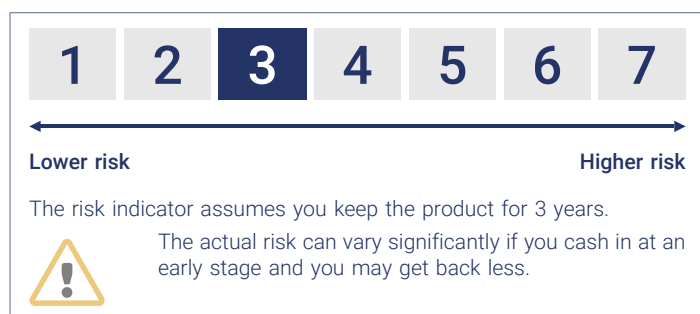 1 2 3 4 5 6 7
Lower risk Higher risk
The risk indicator assumes you keep the product for 3 years.
The actual risk can vary significantly if you cash in at an
early stage and you may get back less.